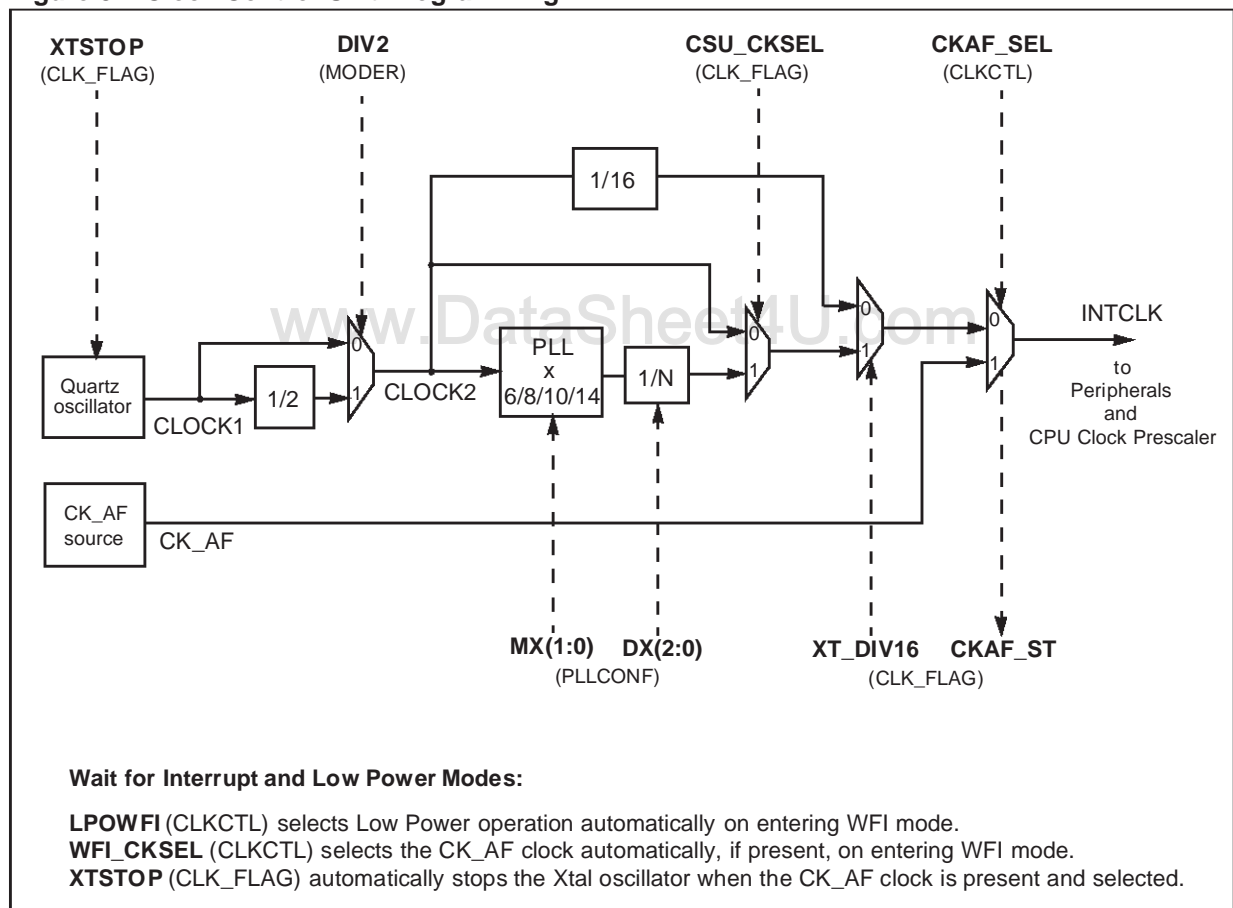 XTSTOP
(CLK_FLAG)
DIV2
(MODER)
CSU_CKSEL
(CLK_FLAG)
CKAF_SEL
(CLKCTL)
1/16
www.DataSheet4U.com
Quartz
oscillator
CLOCK1
1/2
0
1
CLOCK2
PLL
x
6/8/10/14
1/N
0
1
0
1
0
1
INTCLK
to
Peripherals
and
CPU Clock Prescaler
CK_AF
source
CK_AF
MX(1:0)
DX(2:0)
(PLLCONF)
XT_DIV16
CKAF_ST
(CLK_FLAG)
Wait for Interrupt and Low Power Modes:
LPOWFI (CLKCTL) selects Low Power operation automatically on entering WFI mode.
WFI_CKSEL (CLKCTL) selects the CK_AF clock automatically, if present, on entering WFI mode.
XTSTOP (CLK_FLAG) automatically stops the Xtal oscillator when the CK_AF clock is present and selected.